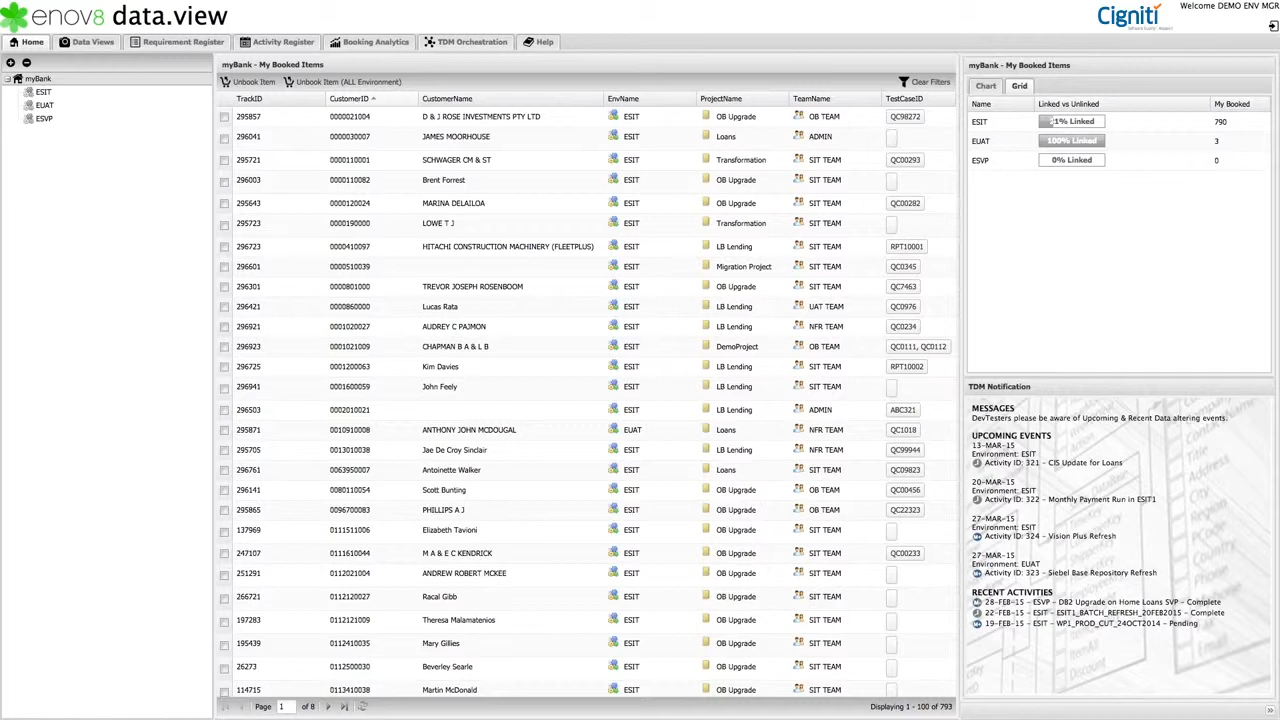 enov8 data.view
Cigniti
Welcome DEMO ENV MGR
Home Data Views Requirement Register Activity Register Booking Analytics TDM Orchestration Help
myBank
ESIT
EUAT
ESVP
myBank - My Booked Items
Unbook Item Unbook Item (ALL Environment) Clear Filters
TrackID CustomerID CustomerName EnvName ProjectName TeamName TestCaseID
295857 0000021004 D & J ROSE INVESTMENTS PTY LTD ESIT OB Upgrade OB TEAM QC98272
296041 0000030007 JAMES MOORHOUSE ESIT Loans ADMIN
295721 0000110001 SCHWAGER CM & ST ESIT Transformation SIT TEAM QC00293
296003 0000110082 Brent Forrest ESIT OB Upgrade SIT TEAM
295643 0000120024 MARINA DELAILOA ESIT OB Upgrade SIT TEAM QC00282
295723 0000190000 LOWE T J ESIT Transformation SIT TEAM
296723 0000410097 HITACHI CONSTRUCTION MACHINERY (FLEETPLUS) ESIT LB Lending SIT TEAM RPT10001
296601 0000510039 ESIT Migration Project SIT TEAM QC0345
296301 0000801000 TREVOR JOSEPH ROSENBOOM ESIT OB Upgrade SIT TEAM QC7463
296421 0000860000 Lucas Rata ESIT LB Lending UAT TEAM QC0976
296921 0001020027 AUDREY C PAJMON ESIT LB Lending NFR TEAM QC0234
296923 0001021009 CHAPMAN B A & L B ESIT DemoProject OB TEAM QC0111, QC0112
296725 0001200063 Kim Davies ESIT LB Lending SIT TEAM RPT10002
296941 0001600059 John Feely ESIT LB Lending SIT TEAM
296503 0002010021 ESIT LB Lending ADMIN ABC321
295871 0010910008 ANTHONY JOHN MCDOUGAL EUAT Loans NFR TEAM QC1018
295705 0013010038 Jae De Croy Sinclair ESIT LB Lending NFR TEAM QC99944
296761 0063950007 Antoinette Walker ESIT Loans SIT TEAM QC09823
296141 0080110054 Scott Bunting ESIT OB Upgrade OB TEAM QC00456
295865 0096700083 PHILLIPS A J ESIT OB Upgrade OB TEAM QC22323
137969 0111511006 Elizabeth Tavioni ESIT OB Upgrade SIT TEAM
247107 0111610044 M A & E C KENDRICK ESIT OB Upgrade SIT TEAM QC00233
251291 0112021004 ANDREW ROBERT MCKEE ESIT OB Upgrade SIT TEAM
266721 0112120027 Racal Gibb ESIT OB Upgrade SIT TEAM
197283 0112121009 Theresa Malamatenios ESIT OB Upgrade SIT TEAM
195439 0112410035 Mary Gillies ESIT OB Upgrade SIT TEAM
26273 0112500030 Beverley Searle ESIT OB Upgrade SIT TEAM
114715 0113410038 Martin McDonald ESIT OB Upgrade SIT TEAM
Page 1 of 8 Displaying 1 - 100 of 793
myBank - My Booked Items
Chart Grid
Name Linked vs Unlinked My Booked
ESIT 1% Linked 790
EUAT 100% Linked 3
ESVP 0% Linked 0
TDM Notification
MESSAGES
DevTesters please be aware of Upcoming & Recent Data altering events.
UPCOMING EVENTS
13-MAR-15
Environment: ESIT
Activity ID: 321 - CIS Update for Loans
20-MAR-15
Environment: ESIT
Activity ID: 322 - Monthly Payment Run in ESIT1
27-MAR-15
Environment: ESIT
Activity ID: 324 - Vision Plus Refresh
27-MAR-15
Environment: EUAT
Activity ID: 323 - Siebel Base Repository Refresh
RECENT ACTIVITIES
28-FEB-15 - ESVP - DB2 Upgrade on Home Loans SVP - Complete
22-FEB-15 - ESIT - ESIT1_BATCH_REFRESH_20FEB2015 - Complete
19-FEB-15 - ESIT - WP1_PROD_CUT_24OCT2014 - Pending